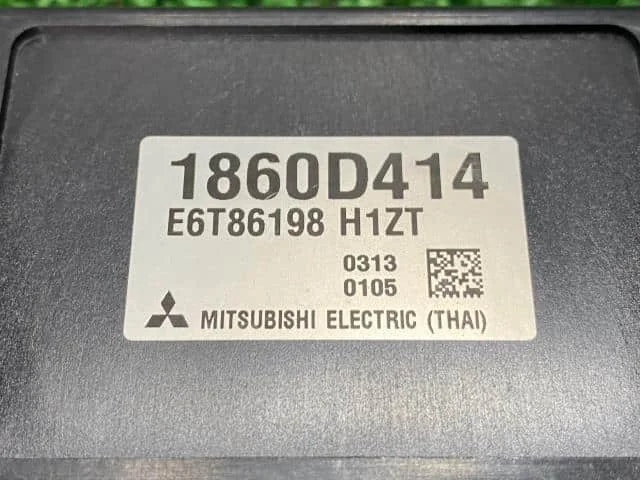 1860D414
E6T86198 H1ZT
0313
0105
MITSUBISHI ELECTRIC (THAI)